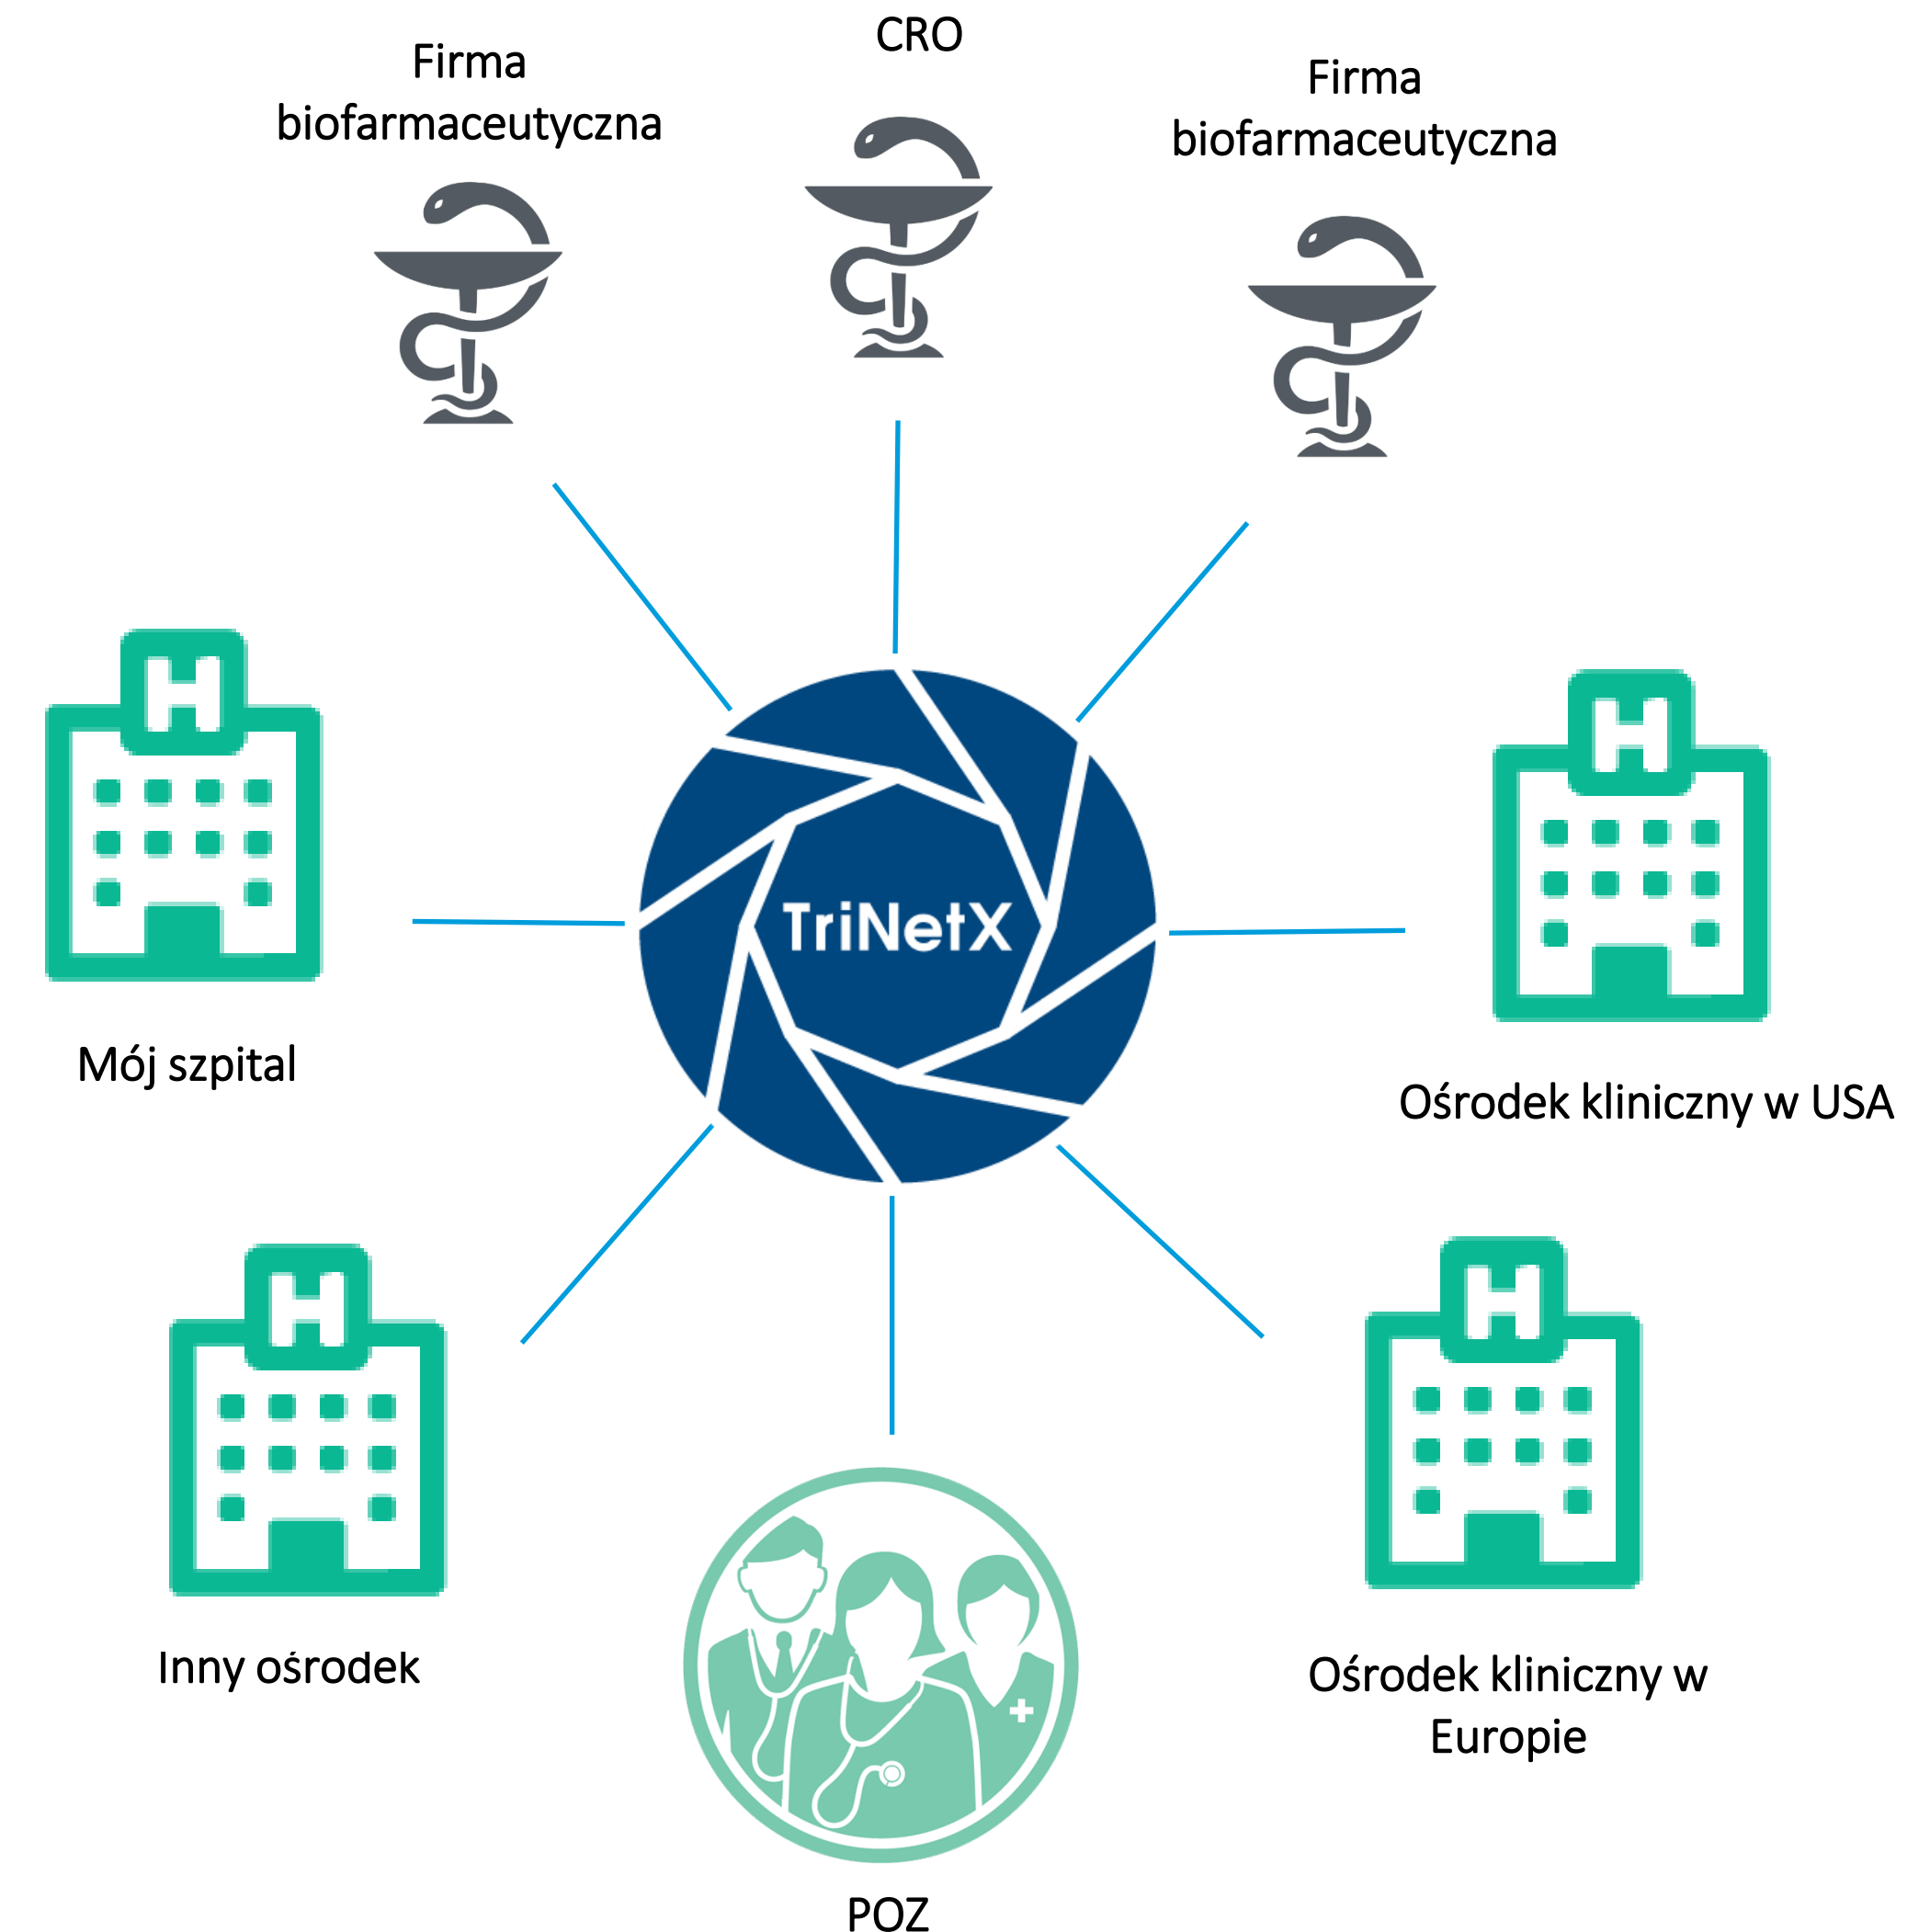 CRO
Firma
biofarmaceutyczna
Firma
biofarmaceutyczna
H
H
TriNetX
Mój szpital
Ośrodek kliniczny w USA
H
H
Inny ośrodek
Ośrodek kliniczny w
Europie
POZ